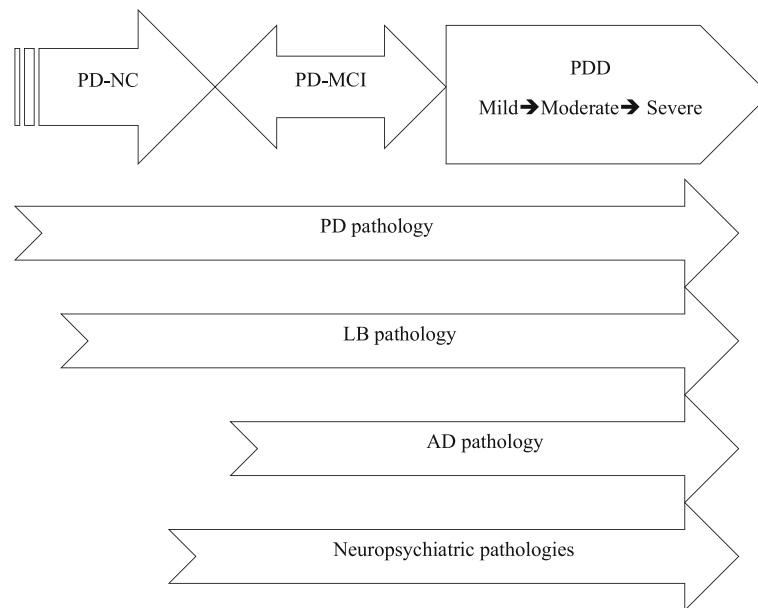 PD-NC
PD-MCI
PDD
Mild➔Moderate➔ Severe
PD pathology
LB pathology
AD pathology
Neuropsychiatric pathologies